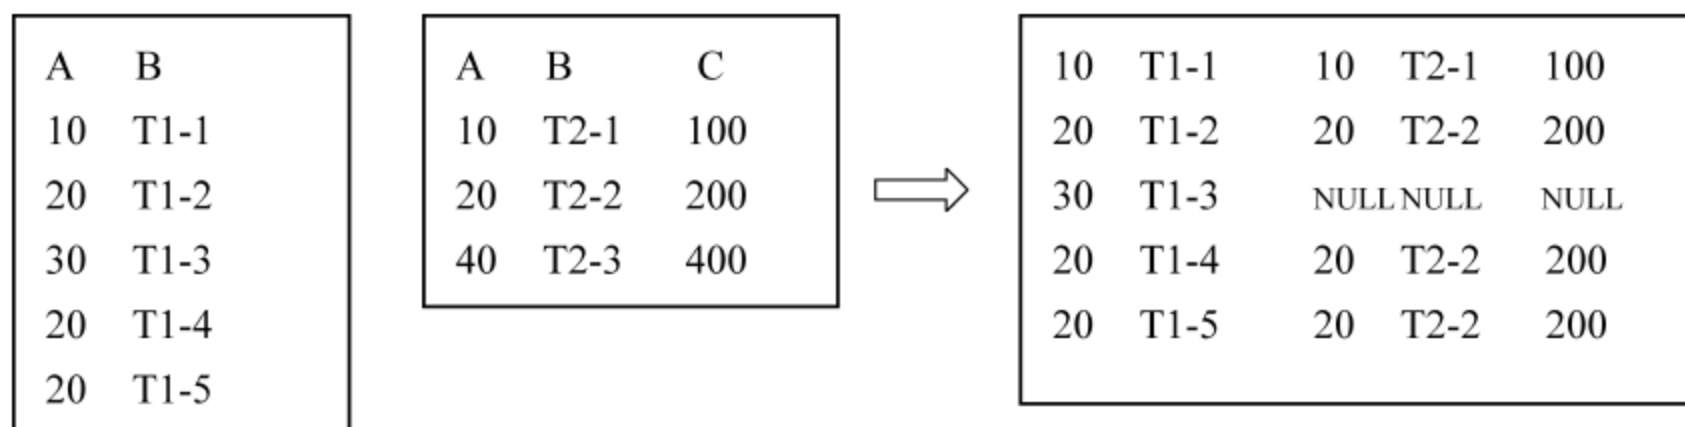 A B
10 T1-1
20 T1-2
30 T1-3
20 T1-4
20 T1-5
A B C
10 T2-1 100
20 T2-2 200
40 T2-3 400
10 T1-1 10 T2-1 100
20 T1-2 20 T2-2 200
30 T1-3 NULL NULL NULL
20 T1-4 20 T2-2 200
20 T1-5 20 T2-2 200